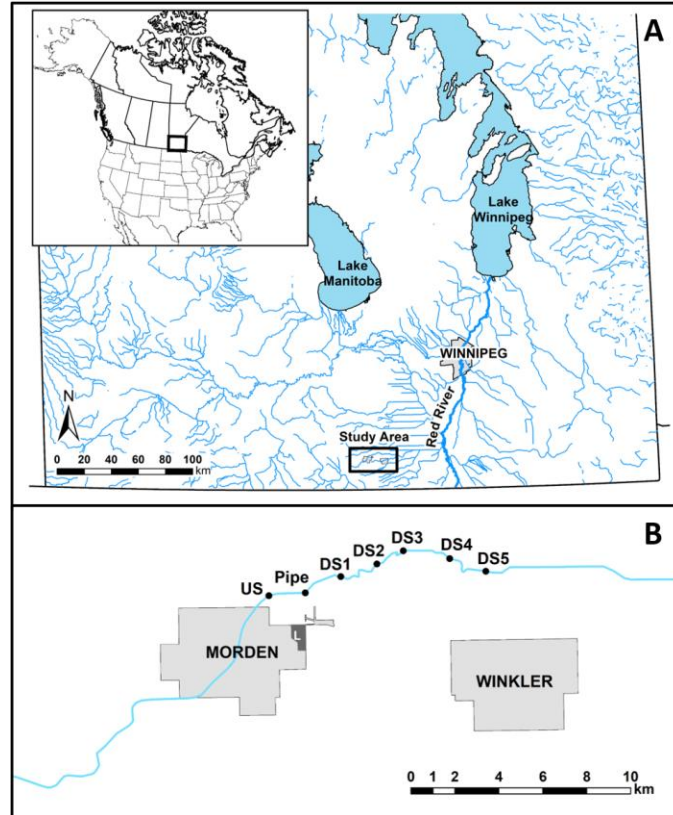 A
Lake
Winnipeg
Lake
Manitoba
WINNIPEG
Red River
N
Study Area
0 20 40 60 80 100
km
B
DS3
DS2
DS4
DS1
DS5
Pipe
US
L
MORDEN
WINKLER
0 1 2 4 6 8 10
km